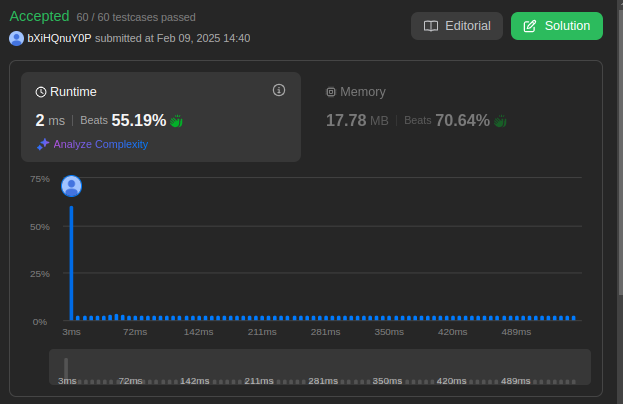 Accepted 60 / 60 testcases passed
Editorial
Solution
bXiHQnuY0P submitted at Feb 09, 2025 14:40
Runtime
Memory
2 ms | Beats 55.19%
17.78 MB | Beats 70.64%
Analyze Complexity
75%
50%
25%
0%
3ms 72ms 142ms 211ms 281ms 350ms 420ms 489ms
3ms 72ms 142ms 211ms 281ms 350ms 420ms 489ms